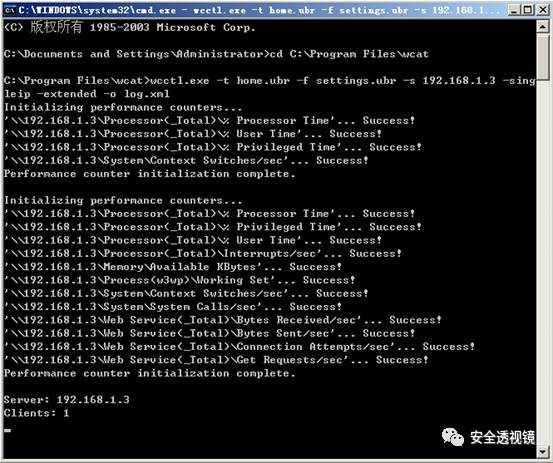 C:\WINDOWS\system32\cmd.exe - wcctl.exe -t home.ubr -f settings.ubr -s 192.168.1...
(C) 版权所有 1985-2003 Microsoft Corp.
C:\Documents and Settings\Administrator>cd C:\Program Files\wcat
C:\Program Files\wcat>wcctl.exe -t home.ubr -f settings.ubr -s 192.168.1.3 -sing
leip -extended -o log.xml
Initializing performance counters...
'\\192.168.1.3\Processor(_Total)\% Processor Time'... Success!
'\\192.168.1.3\Processor(_Total)\% User Time'... Success!
'\\192.168.1.3\Processor(_Total)\% Privileged Time'... Success!
'\\192.168.1.3\System\Context Switches/sec'... Success!
Performance counter initialization complete.
Initializing performance counters...
'\\192.168.1.3\Processor(_Total)\% Processor Time'... Success!
'\\192.168.1.3\Processor(_Total)\% Privileged Time'... Success!
'\\192.168.1.3\Processor(_Total)\% User Time'... Success!
'\\192.168.1.3\Processor(_Total)\Interrupts/sec'... Success!
'\\192.168.1.3\Memory\Available KBytes'... Success!
'\\192.168.1.3\Process(w3wp)\Working Set'... Success!
'\\192.168.1.3\System\Context Switches/sec'... Success!
'\\192.168.1.3\System\System Calls/sec'... Success!
'\\192.168.1.3\Web Service(_Total)\Bytes Received/sec'... Success!
'\\192.168.1.3\Web Service(_Total)\Bytes Sent/sec'... Success!
'\\192.168.1.3\Web Service(_Total)\Connection Attempts/sec'... Success!
'\\192.168.1.3\Web Service(_Total)\Get Requests/sec'... Success!
Performance counter initialization complete.
Server: 192.168.1.3
Clients: 1
安全透视镜